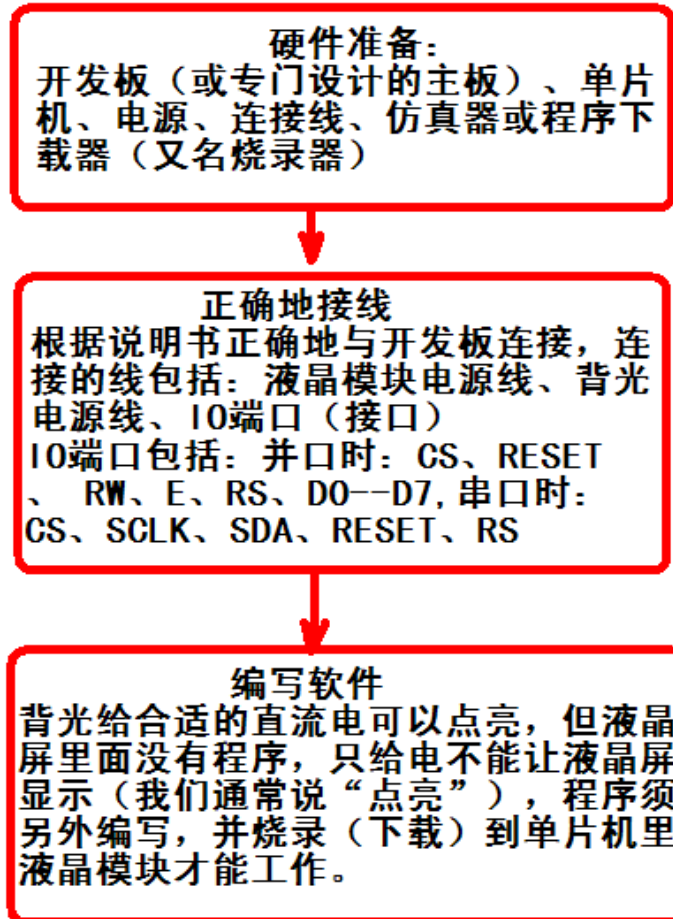 硬件准备：
开发板（或专门设计的主板）、单片
机、电源、连接线、仿真器或程序下
载器（又名烧录器）
正确地接线
根据说明书正确地与开发板连接，连
接的线包括：液晶模块电源线、背光
电源线、IO端口（接口）
IO端口包括：并口时：CS、RESET
、 RW、E、RS、D0--D7,串口时：
CS、SCLK、SDA、RESET、RS
编写软件
背光给合适的直流电可以点亮，但液晶
屏里面没有程序，只给电不能让液晶屏
显示（我们通常说“点亮”），程序须
另外编写，并烧录（下载）到单片机里
液晶模块才能工作。